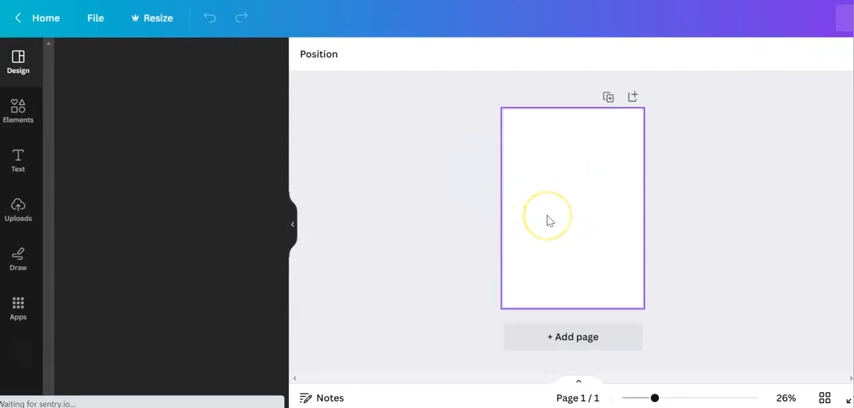 Home File Resize
Position
Design
Elements
Text
Uploads
Draw
Apps
+ Add page
Waiting for sentry.io...
Notes Page 1 / 1 26%